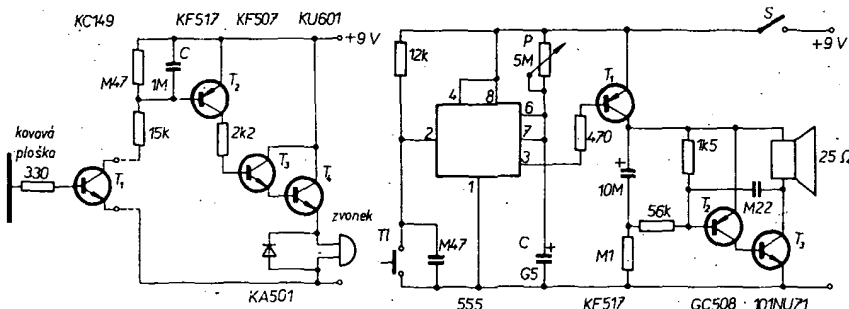 KC149 KF517 KF507 KU601
+9 V
M47
C
1M
T2
15k
2k2
kovová
ploška
330
T1
T3
T4
zvonek
KA501
12k
P
5M
S
+9 V
T1
4
8
6
2
7
3
1
470
1k5
25 Ω
10M
M22
56k
T2
T3
Tl
M47
C
G5
M1
555 KF517 GC508 101NU71